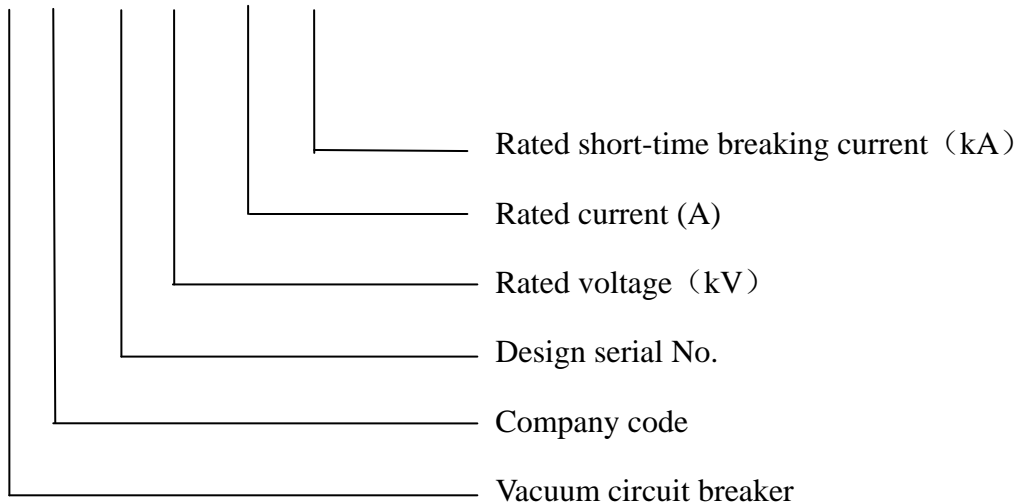 Rated short-time breaking current（kA）
Rated current (A)
Rated voltage（kV）
Design serial No.
Company code
Vacuum circuit breaker